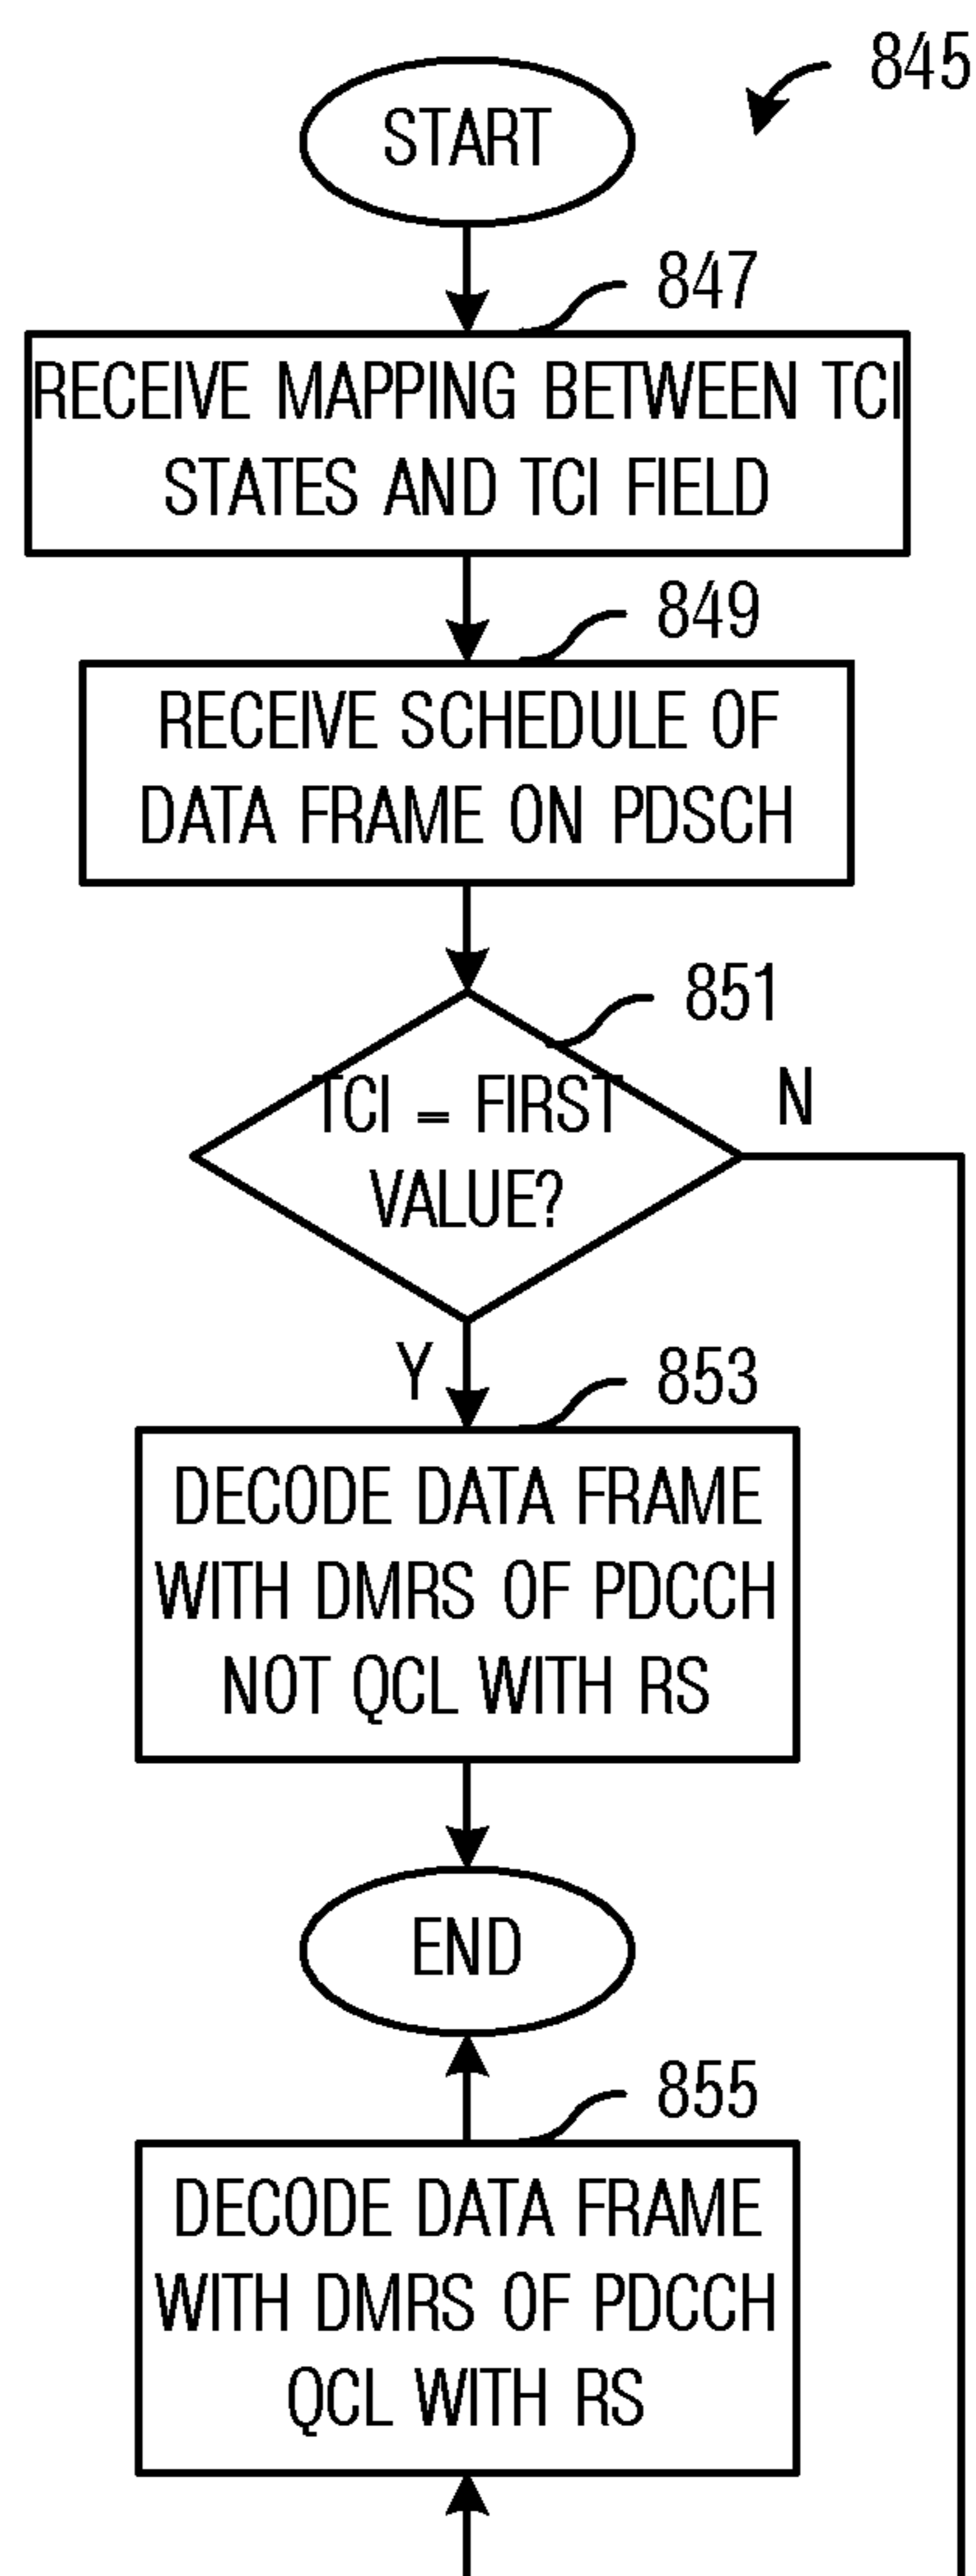 845
START
847
RECEIVE MAPPING BETWEEN TCI
STATES AND TCI FIELD
849
RECEIVE SCHEDULE OF
DATA FRAME ON PDSCH
851
TCI = FIRST
VALUE?
N
Y
853
DECODE DATA FRAME
WITH DMRS OF PDCCH
NOT QCL WITH RS
END
855
DECODE DATA FRAME
WITH DMRS OF PDCCH
QCL WITH RS